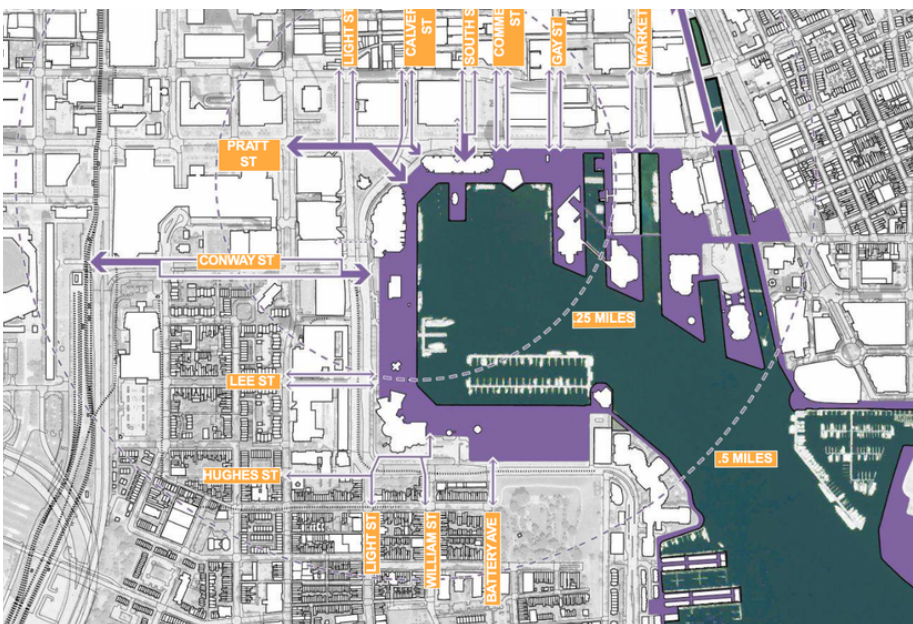 LIGHT ST
CALVER
ST
SOUTH S
COMME
ST
GAY ST
MARKET
PRATT
ST
CONWAY ST
.25 MILES
LEE ST
.5 MILES
HUGHES ST
LIGHT ST
WILLIAM ST
BATTERY AVE